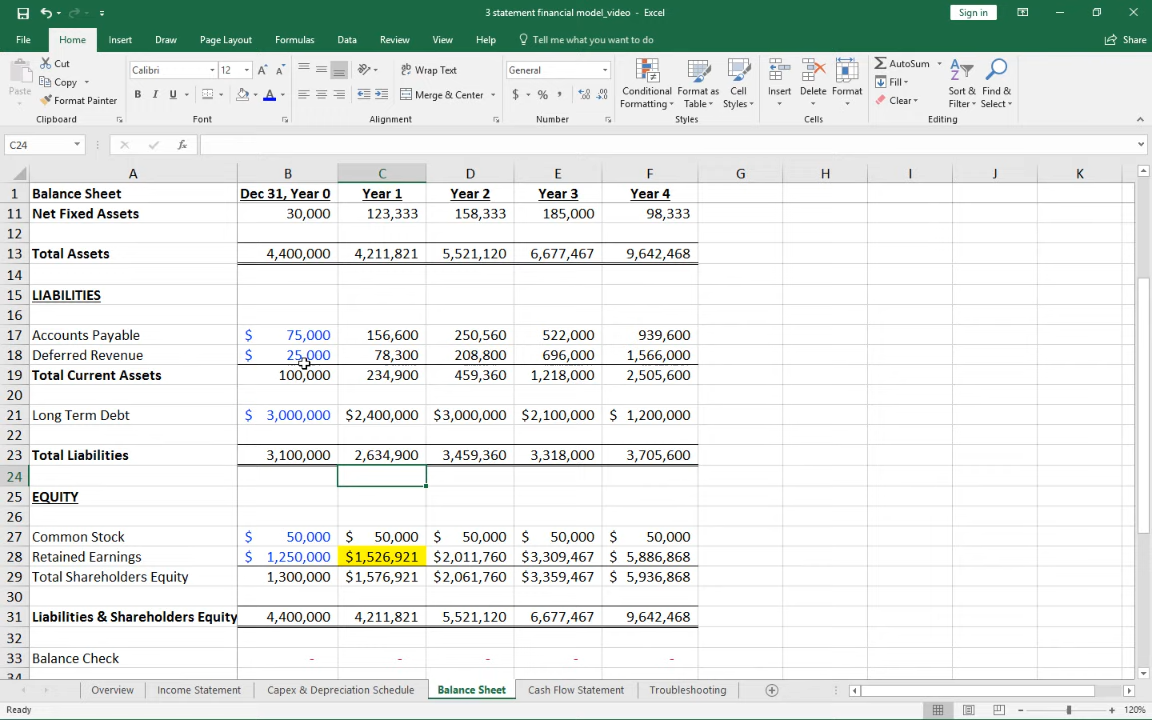 3 statement financial model_video - Excel
Sign in
File Home Insert Draw Page Layout Formulas Data Review View Help Tell me what you want to do Share
Paste Cut Copy Format Painter
Clipboard
Calibri 12 A A
B I U A
Font
Wrap Text
Merge & Center
Alignment
General
$ % , .00
Number
Conditional Formatting Format as Table Cell Styles
Styles
Insert Delete Format
Cells
AutoSum Fill Clear Sort & Filter Find & Select
Editing
C24 fx
A B C D E F G H I J K
1 Balance Sheet Dec 31, Year 0 Year 1 Year 2 Year 3 Year 4
11 Net Fixed Assets 30,000 123,333 158,333 185,000 98,333
12
13 Total Assets 4,400,000 4,211,821 5,521,120 6,677,467 9,642,468
14
15 LIABILITIES
16
17 Accounts Payable $ 75,000 156,600 250,560 522,000 939,600
18 Deferred Revenue $ 25,000 78,300 208,800 696,000 1,566,000
19 Total Current Assets 100,000 234,900 459,360 1,218,000 2,505,600
20
21 Long Term Debt $ 3,000,000 $2,400,000 $3,000,000 $2,100,000 $ 1,200,000
22
23 Total Liabilities 3,100,000 2,634,900 3,459,360 3,318,000 3,705,600
24
25 EQUITY
26
27 Common Stock $ 50,000 $ 50,000 $ 50,000 $ 50,000 $ 50,000
28 Retained Earnings $ 1,250,000 $1,526,921 $2,011,760 $3,309,467 $ 5,886,868
29 Total Shareholders Equity 1,300,000 $1,576,921 $2,061,760 $3,359,467 $ 5,936,868
30
31 Liabilities & Shareholders Equity 4,400,000 4,211,821 5,521,120 6,677,467 9,642,468
32
33 Balance Check - - - - -
34
Overview Income Statement Capex & Depreciation Schedule Balance Sheet Cash Flow Statement Troubleshooting
Ready 120%